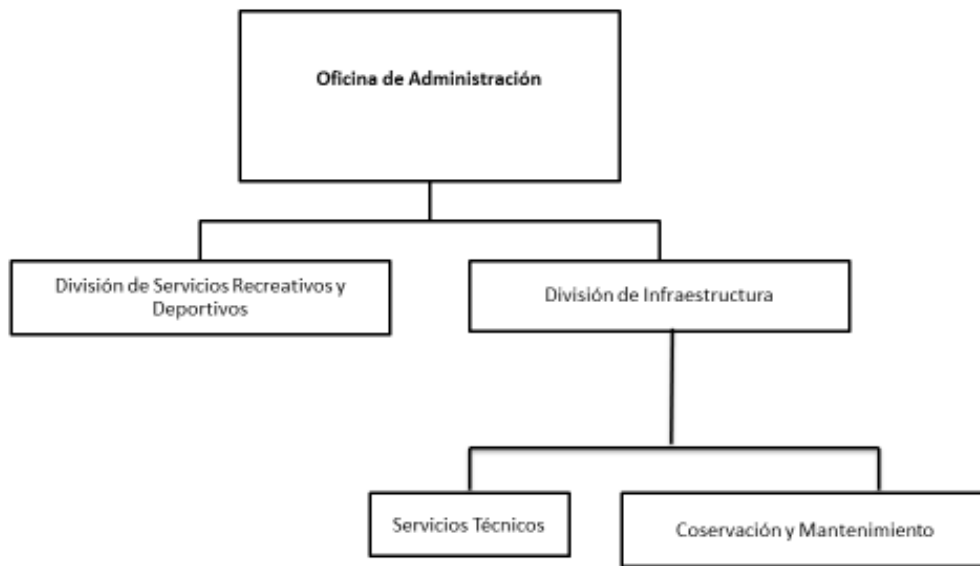 Oficina de Administración
División de Servicios Recreativos y
Deportivos
División de Infraestructura
Servicios Técnicos
Coservación y Mantenimiento